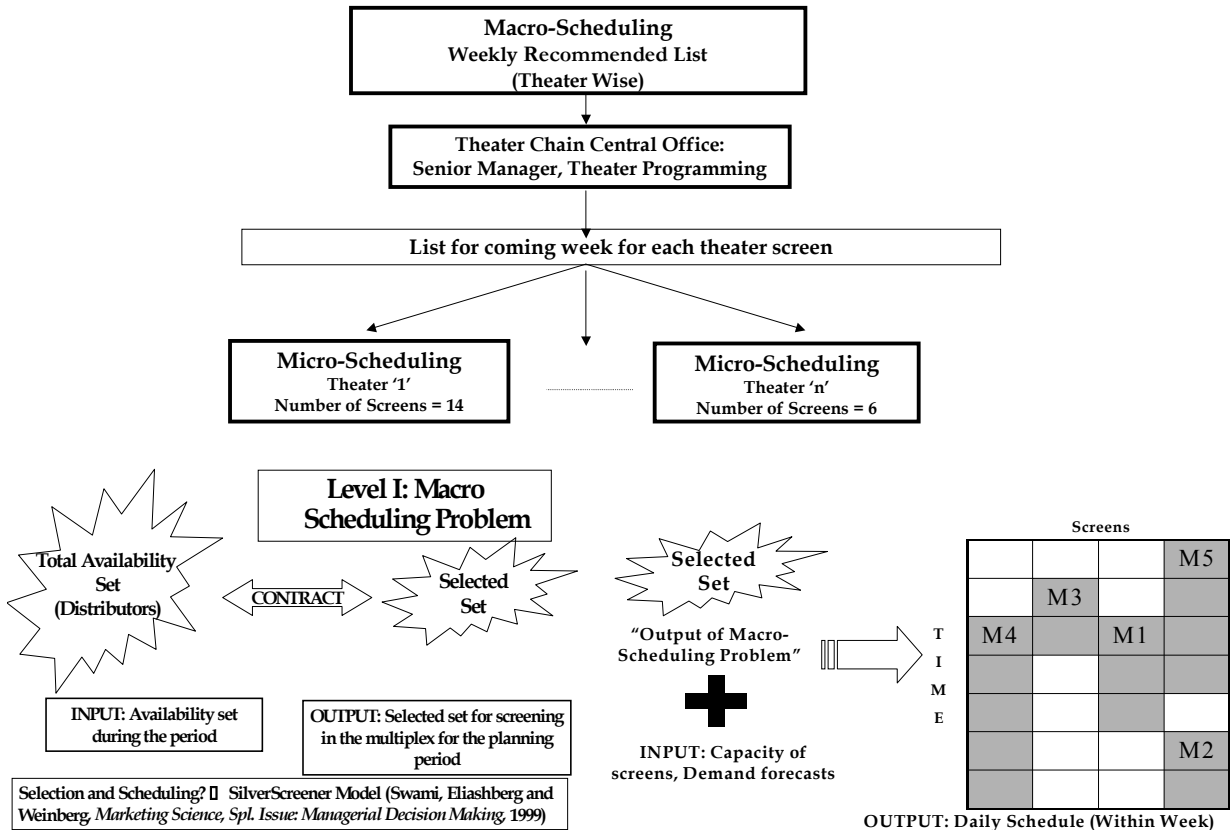 Macro-Scheduling
Weekly Recommended List
(Theater Wise)
Theater Chain Central Office:
Senior Manager, Theater Programming
List for coming week for each theater screen
Micro-Scheduling
Theater ‘1’
Number of Screens = 14
Micro-Scheduling
Theater ‘n’
Number of Screens = 6
Level I: Macro
Scheduling Problem
Total Availability
Set
(Distributors)
CONTRACT
Selected
Set
INPUT: Availability set
during the period
OUTPUT: Selected set for screening
in the multiplex for the planning
period
Selection and Scheduling? ▯ SilverScreener Model (Swami, Eliashberg and
Weinberg, Marketing Science, Spl. Issue: Managerial Decision Making, 1999)
Selected
Set
“Output of Macro-
Scheduling Problem”
INPUT: Capacity of
screens, Demand forecasts
Screens
T
I
M
E
M5
M3
M4 M1
M2
OUTPUT: Daily Schedule (Within Week)